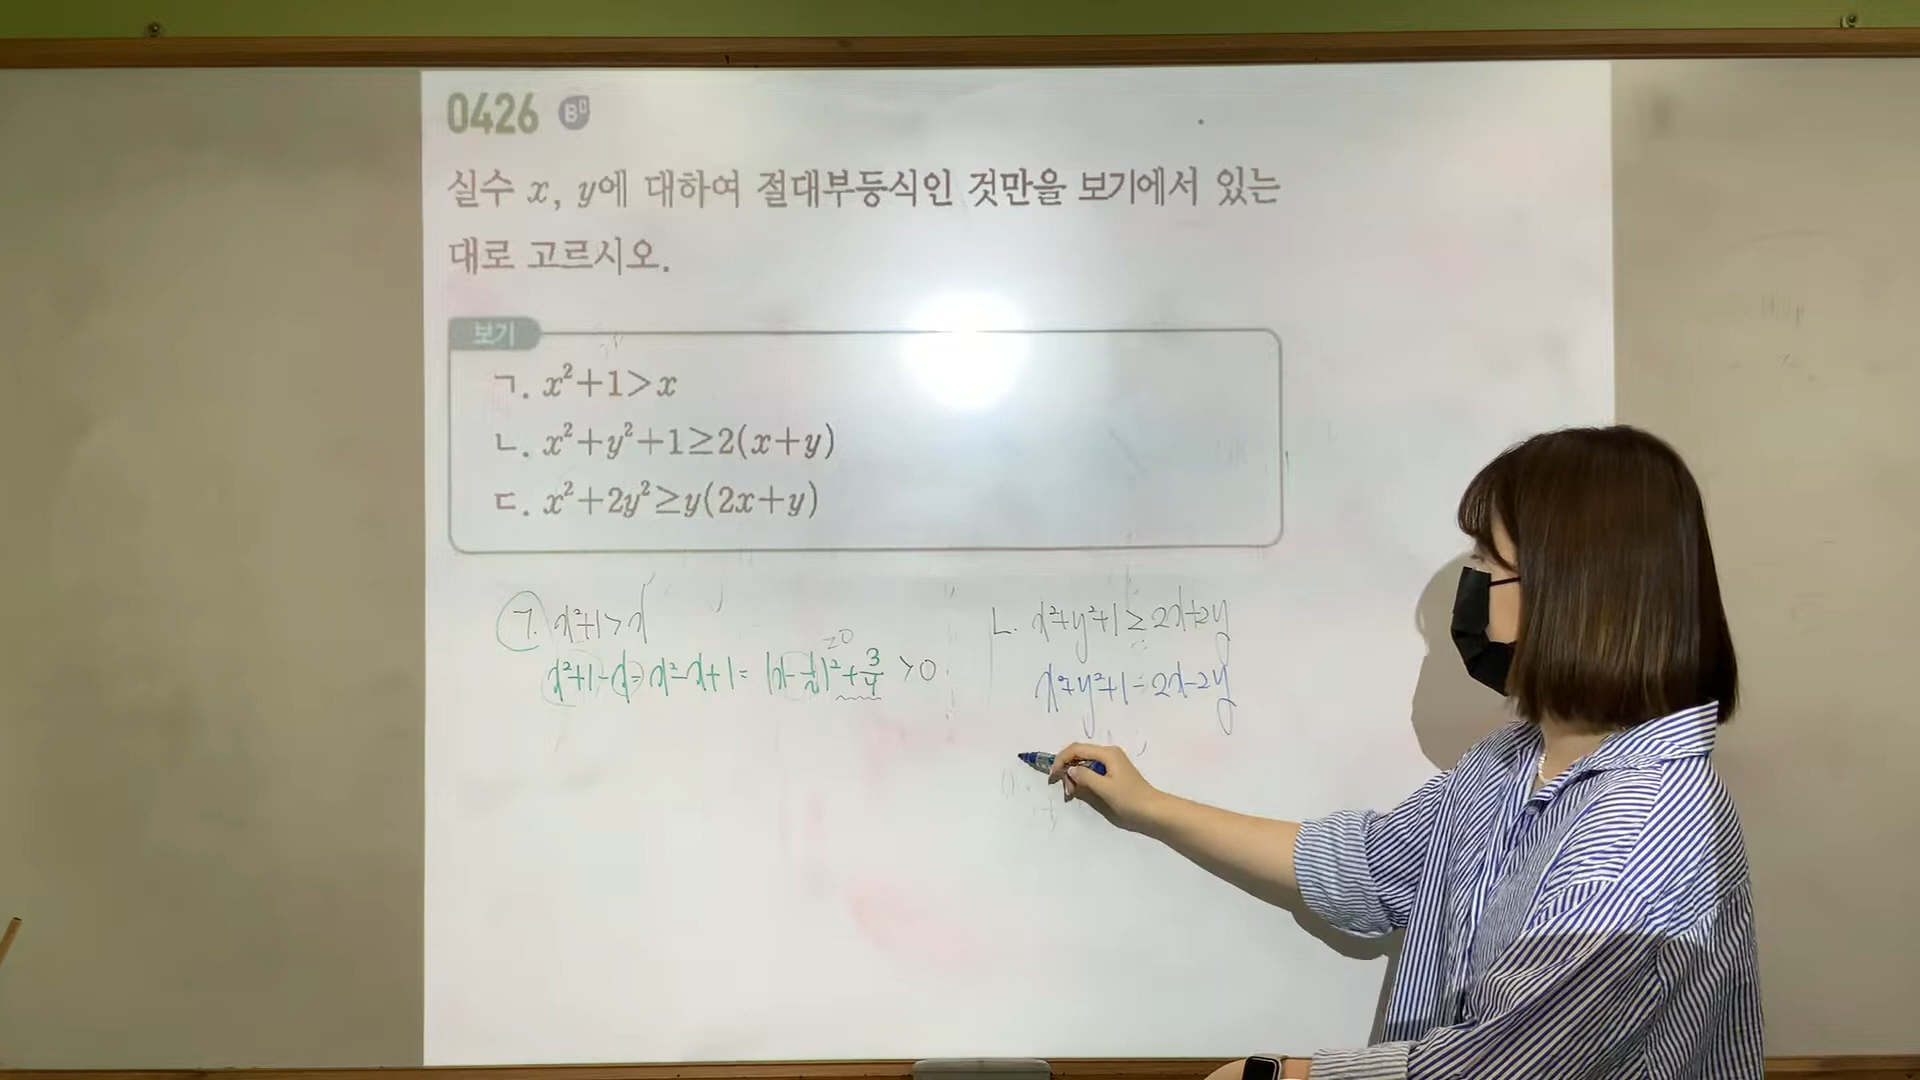 0426 B0
실수 x, y에 대하여 절대부등식인 것만을 보기에서 있는
대로 고르시오.
보기
ㄱ. x²+1>x
ㄴ. x²+y²+1≥2(x+y)
ㄷ. x²+2y²≥y(2x+y)
ㄱ. x²+1>x
≥0
x²+1-x=x²-x+1=(x-1/2)²+3/4 >0
ㄴ. x²+y²+1≥2x+2y
x²+y²+1-2x-2y